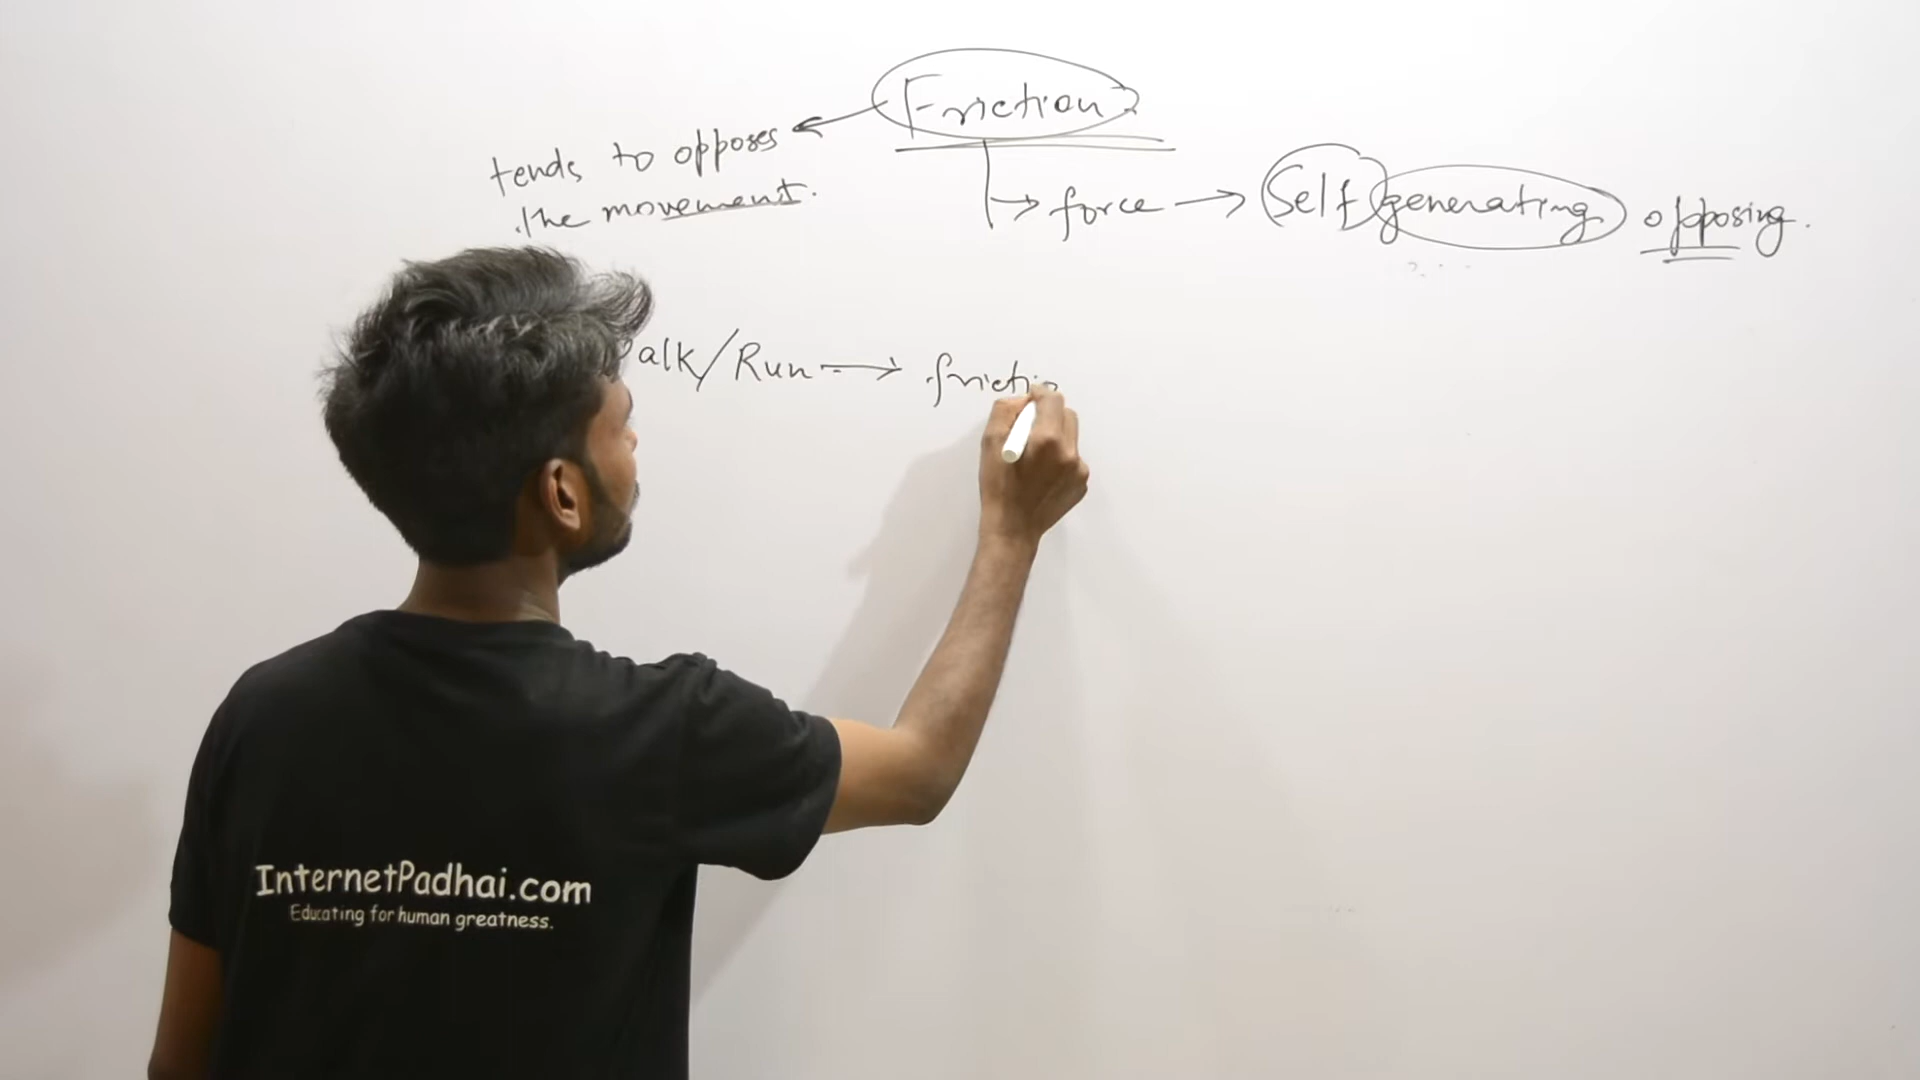 Friction
tends to opposes
the movement.
force → Self generating opposing.
alk/Run → frictio
InternetPadhai.com
Educating for human greatness.